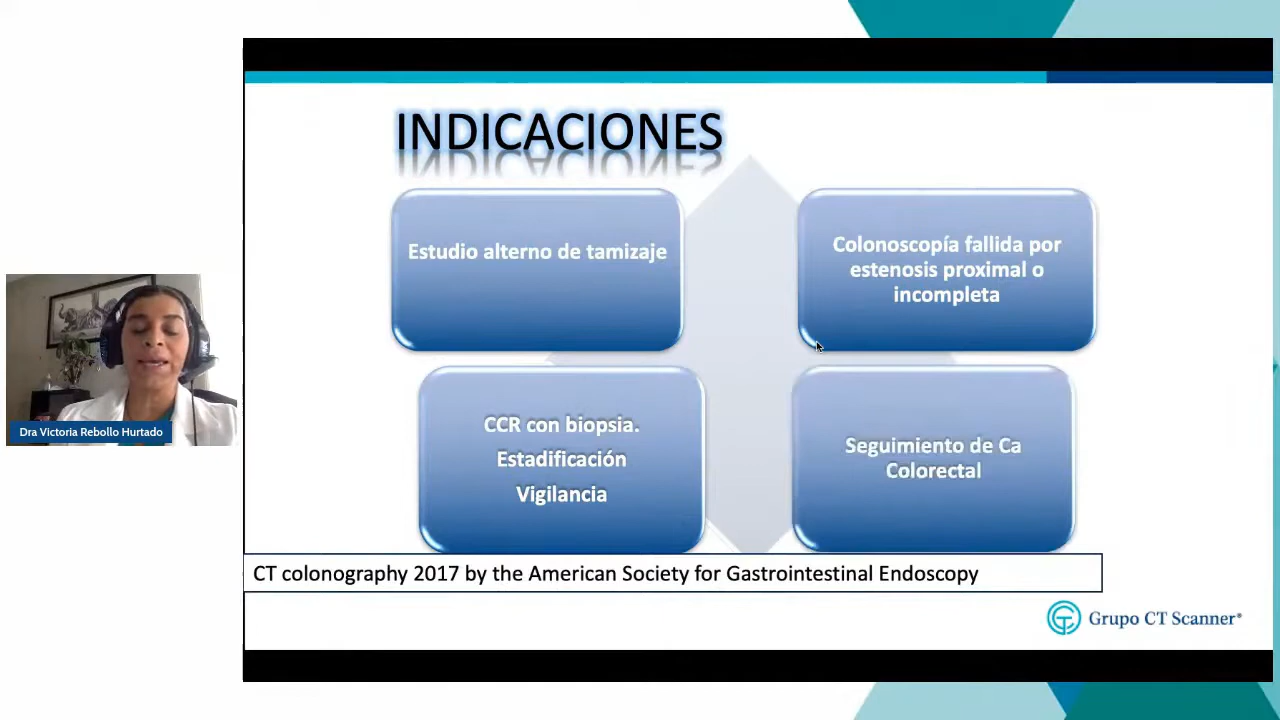 INDICACIONES
Estudio alterno de tamizaje
Colonoscopía fallida por
estenosis proximal o
incompleta
CCR con biopsia.
Estadificación
Vigilancia
Seguimiento de Ca
Colorectal
CT colonography 2017 by the American Society for Gastrointestinal Endoscopy
Grupo CT Scanner®
Dra Victoria Rebollo Hurtado